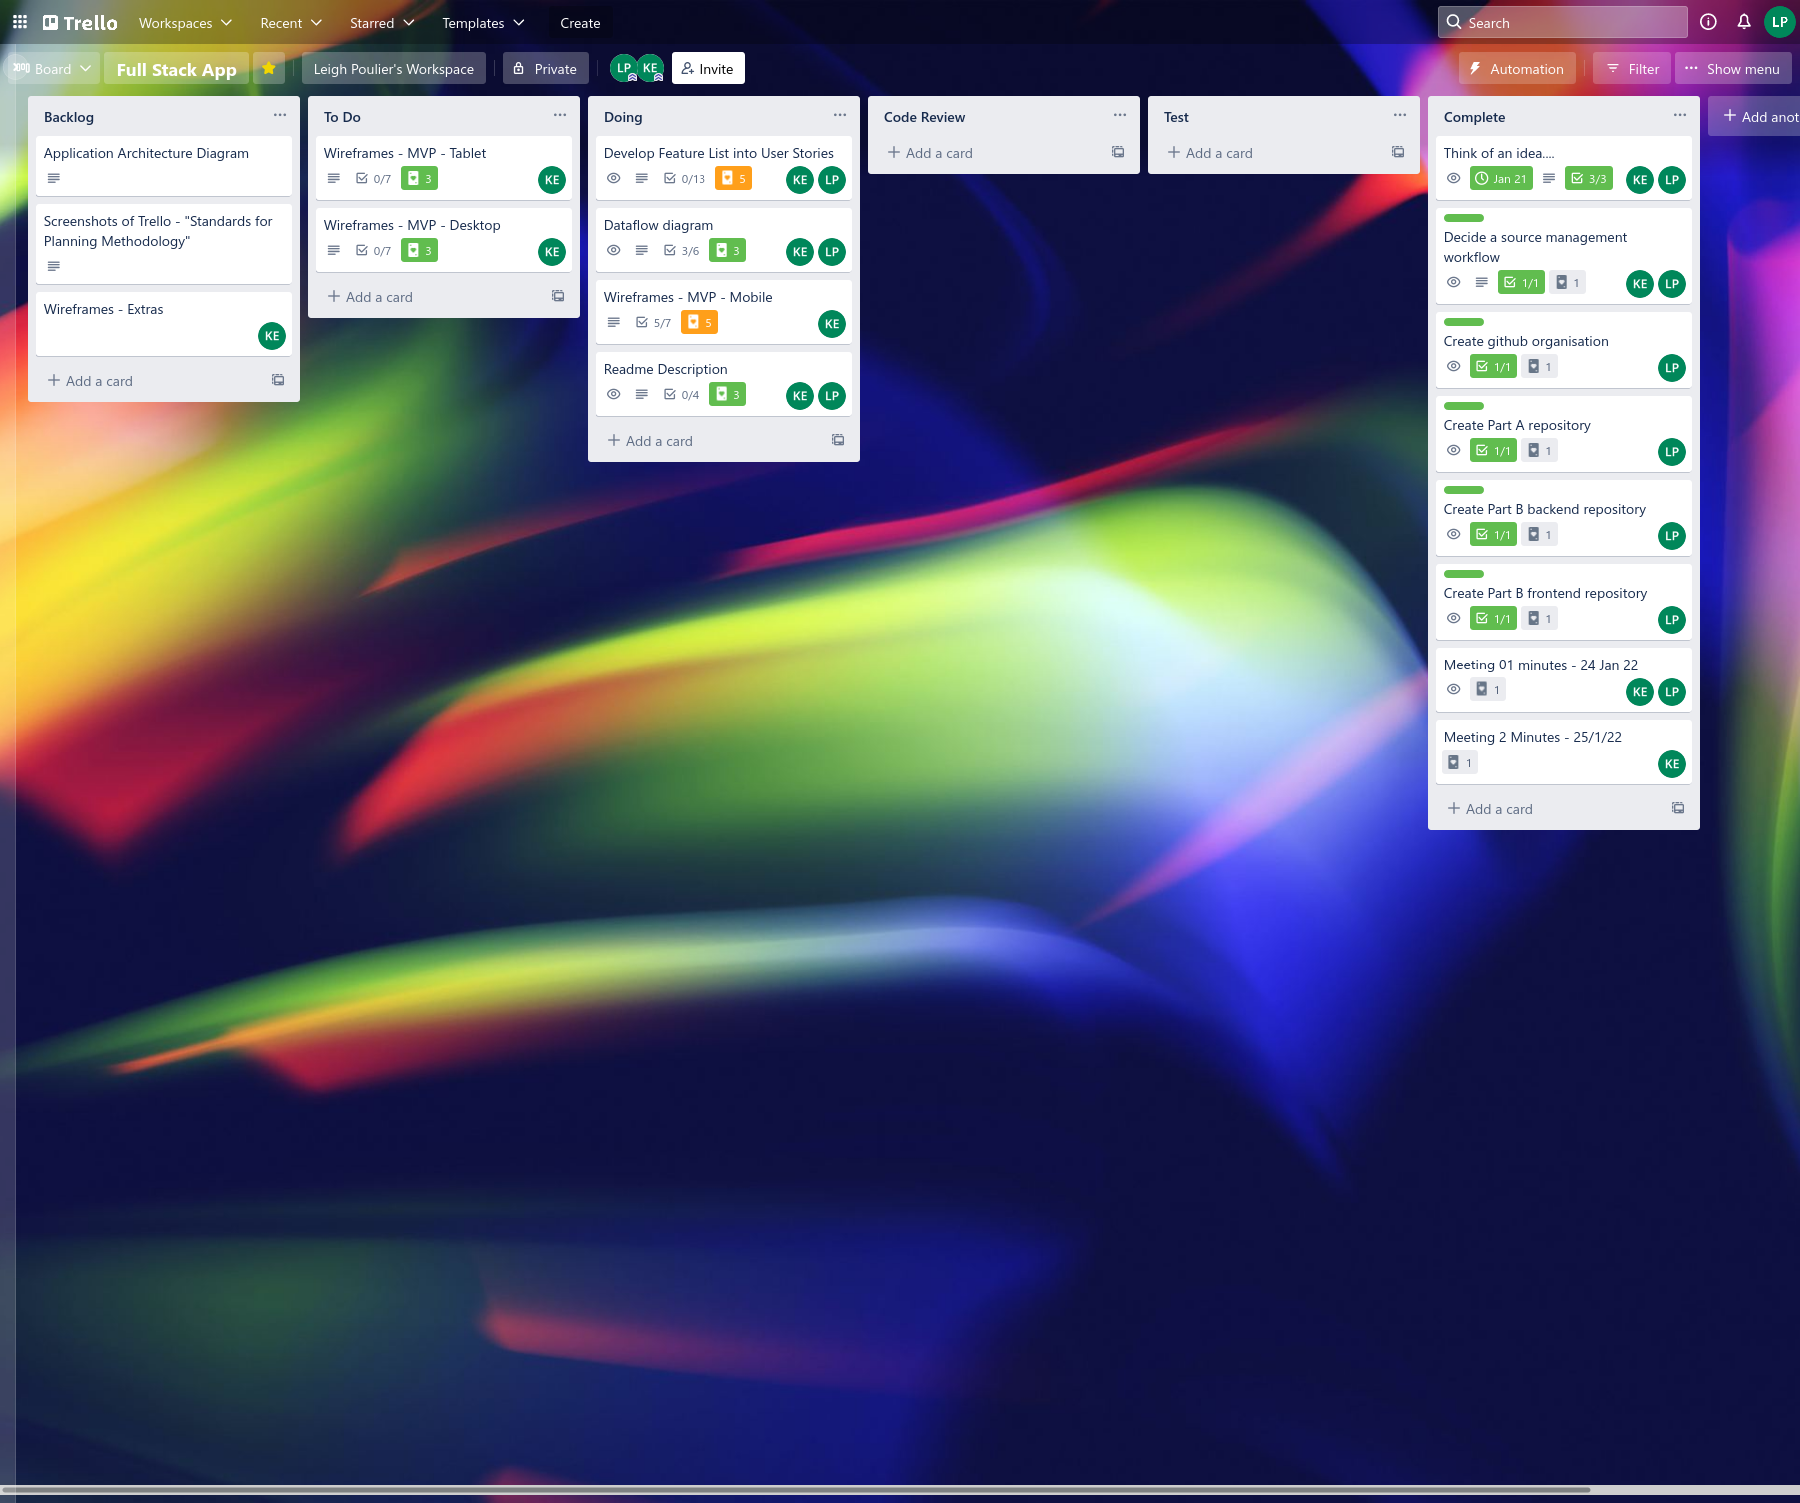 Trello
Workspaces
Recent
Starred
Templates
Create
Search
LP
Board
Full Stack App
Leigh Poulier's Workspace
Private
LP
KE
Invite
Automation
Filter
Show menu
Backlog
Application Architecture Diagram
Screenshots of Trello - "Standards for
Planning Methodology"
Wireframes - Extras
KE
Add a card
To Do
Wireframes - MVP - Tablet
0/7 3 KE
Wireframes - MVP - Desktop
0/7 3 KE
Add a card
Doing
Develop Feature List into User Stories
0/13 5 KE LP
Dataflow diagram
3/6 3 KE LP
Wireframes - MVP - Mobile
5/7 5 KE
Readme Description
0/4 3 KE LP
Add a card
Code Review
Add a card
Test
Add a card
Complete
Think of an idea....
Jan 21 3/3 KE LP
Decide a source management
workflow
1/1 1 KE LP
Create github organisation
1/1 1 LP
Create Part A repository
1/1 1 LP
Create Part B backend repository
1/1 1 LP
Create Part B frontend repository
1/1 1 LP
Meeting 01 minutes - 24 Jan 22
1 KE LP
Meeting 2 Minutes - 25/1/22
1 KE
Add a card
Add anot